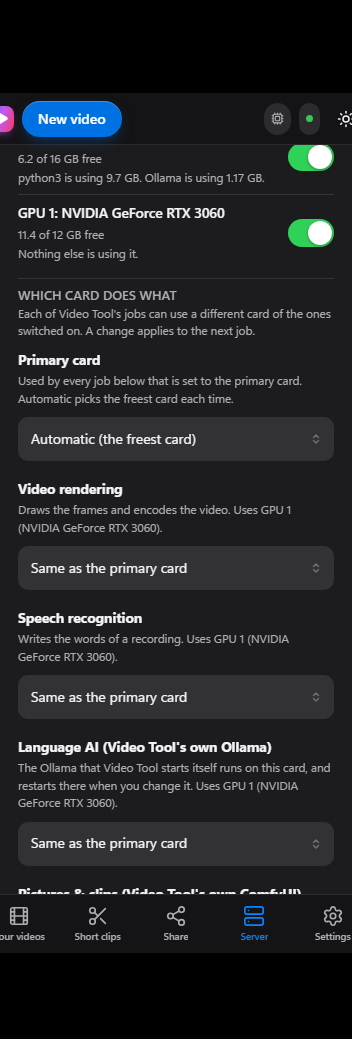 New video
6.2 of 16 GB free
python3 is using 9.7 GB. Ollama is using 1.17 GB.
GPU 1: NVIDIA GeForce RTX 3060
11.4 of 12 GB free
Nothing else is using it.
WHICH CARD DOES WHAT
Each of Video Tool's jobs can use a different card of the ones
switched on. A change applies to the next job.
Primary card
Used by every job below that is set to the primary card.
Automatic picks the freest card each time.
Automatic (the freest card)
Video rendering
Draws the frames and encodes the video. Uses GPU 1
(NVIDIA GeForce RTX 3060).
Same as the primary card
Speech recognition
Writes the words of a recording. Uses GPU 1 (NVIDIA
GeForce RTX 3060).
Same as the primary card
Language AI (Video Tool's own Ollama)
The Ollama that Video Tool starts itself runs on this card, and
restarts there when you change it. Uses GPU 1 (NVIDIA
GeForce RTX 3060).
Same as the primary card
Pictures & clips (Video Tool's own ComfyUI)
our videos
Short clips
Share
Server
Settings